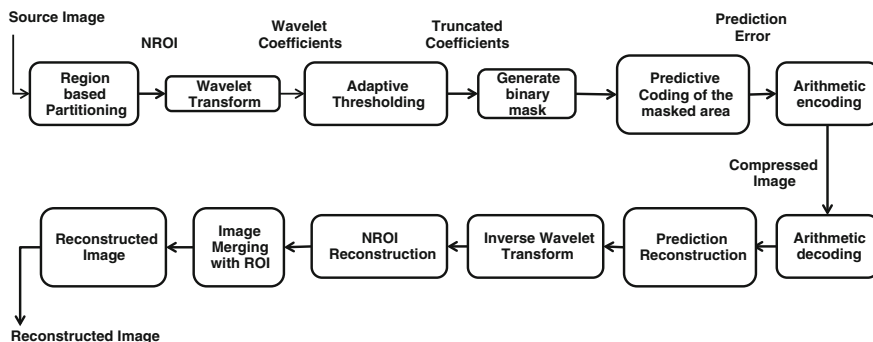 Source Image
NROI
Wavelet
Coefficients
Truncated
Coefficients
Prediction
Error
Region
based
Partitioning
Wavelet
Transform
Adaptive
Thresholding
Generate
binary
mask
Predictive
Coding of the
masked area
Arithmetic
encoding
Compressed
Image
Reconstructed
Image
Image
Merging
with ROI
NROI
Reconstruction
Inverse Wavelet
Transform
Prediction
Reconstruction
Arithmetic
decoding
Reconstructed Image